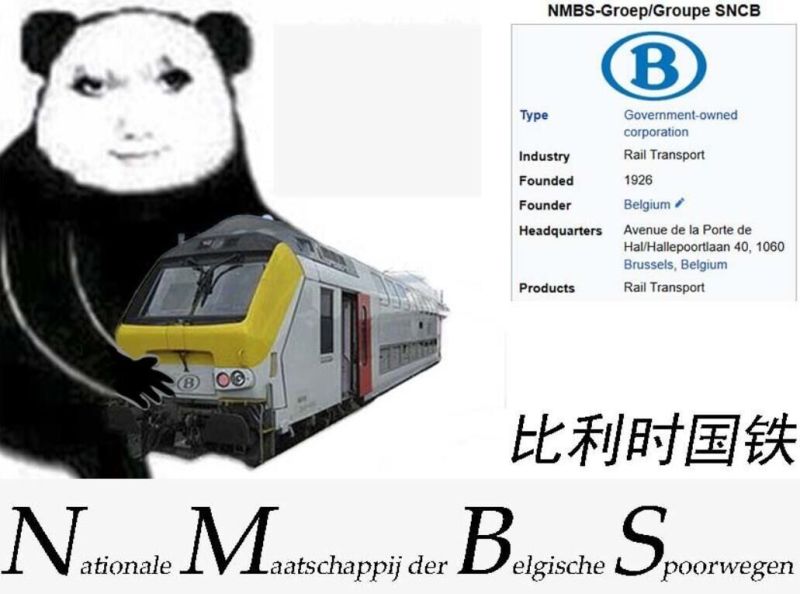 NMBS-Groep/Groupe SNCB
B
Type Government-owned
corporation
Industry Rail Transport
Founded 1926
Founder Belgium
Headquarters Avenue de la Porte de
Hal/Hallepoortlaan 40, 1060
Brussels, Belgium
Products Rail Transport
B
比利时国铁
Nationale Maatschappij der Belgische Spoorwegen